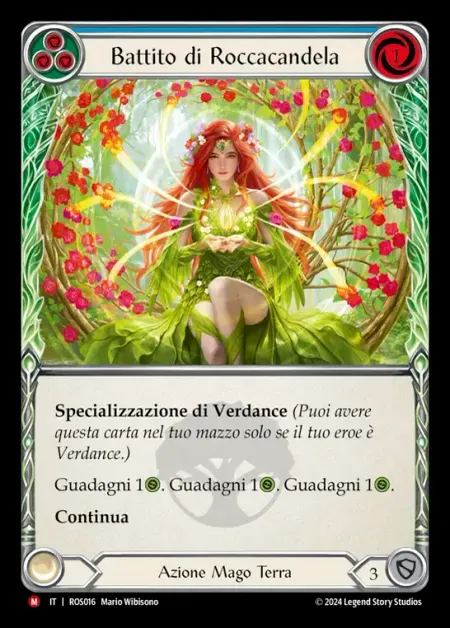 Battito di Roccacandela
1
Specializzazione di Verdance (Puoi avere
questa carta nel tuo mazzo solo se il tuo eroe è
Verdance.)
Guadagni 1. Guadagni 1. Guadagni 1.
Continua
Azione Mago Terra
3
M | IT | ROS016 Mario Wibisono
© 2024 Legend Story Studios